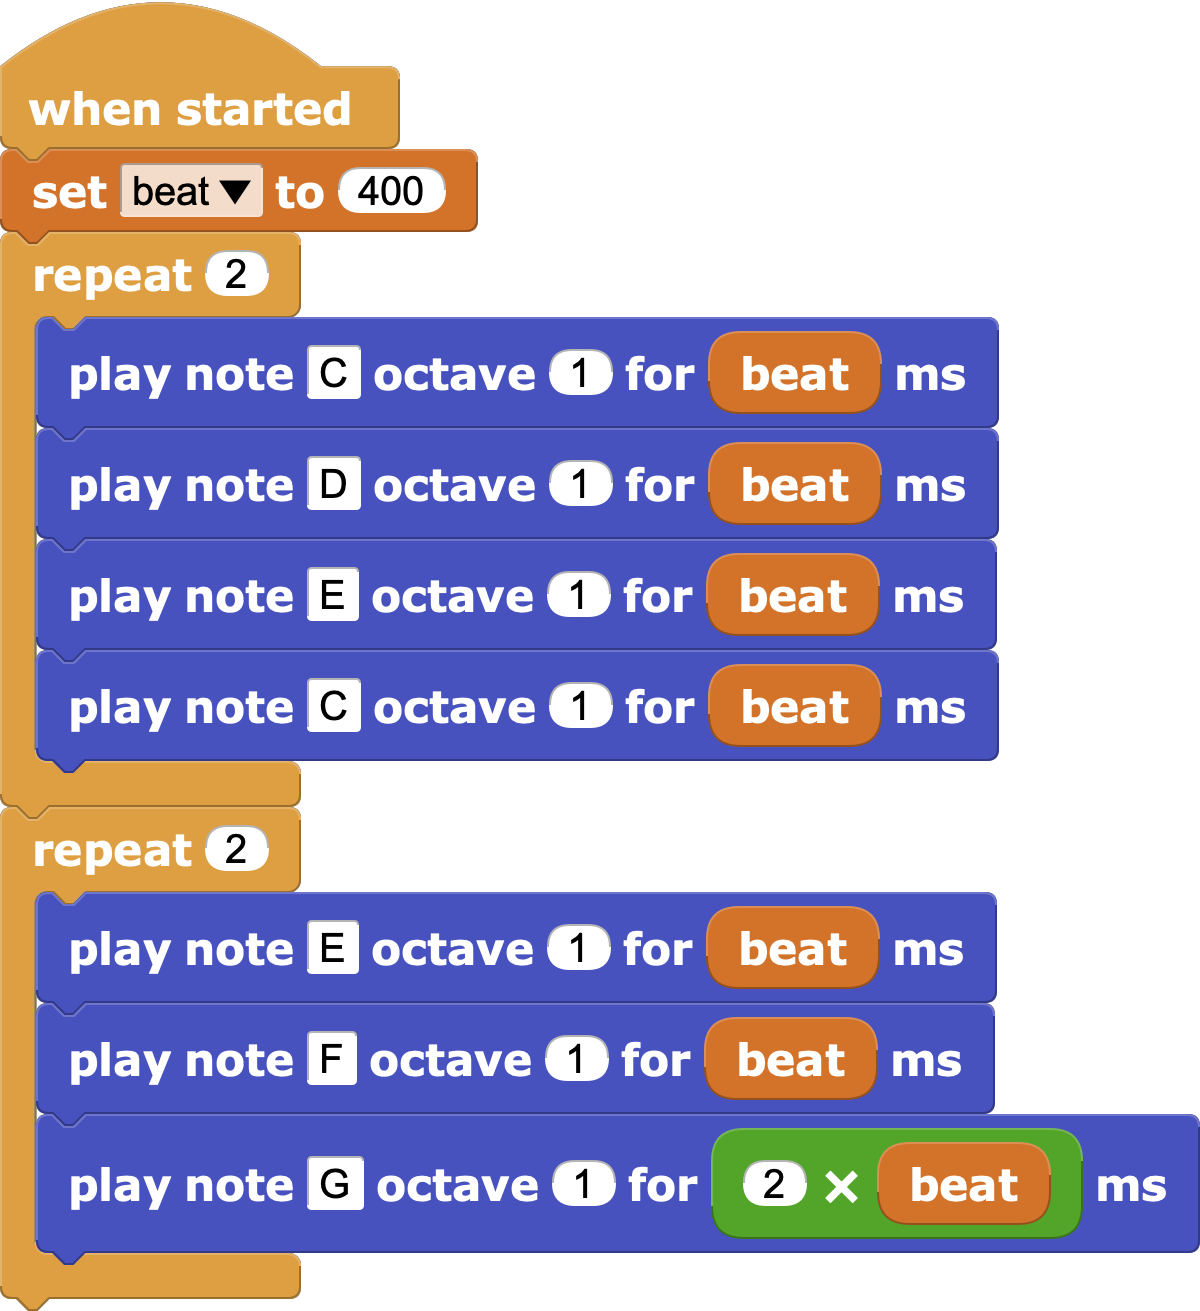 when started
set beat ▼ to 400
repeat 2
play note C octave 1 for beat ms
play note D octave 1 for beat ms
play note E octave 1 for beat ms
play note C octave 1 for beat ms
repeat 2
play note E octave 1 for beat ms
play note F octave 1 for beat ms
play note G octave 1 for 2 × beat ms